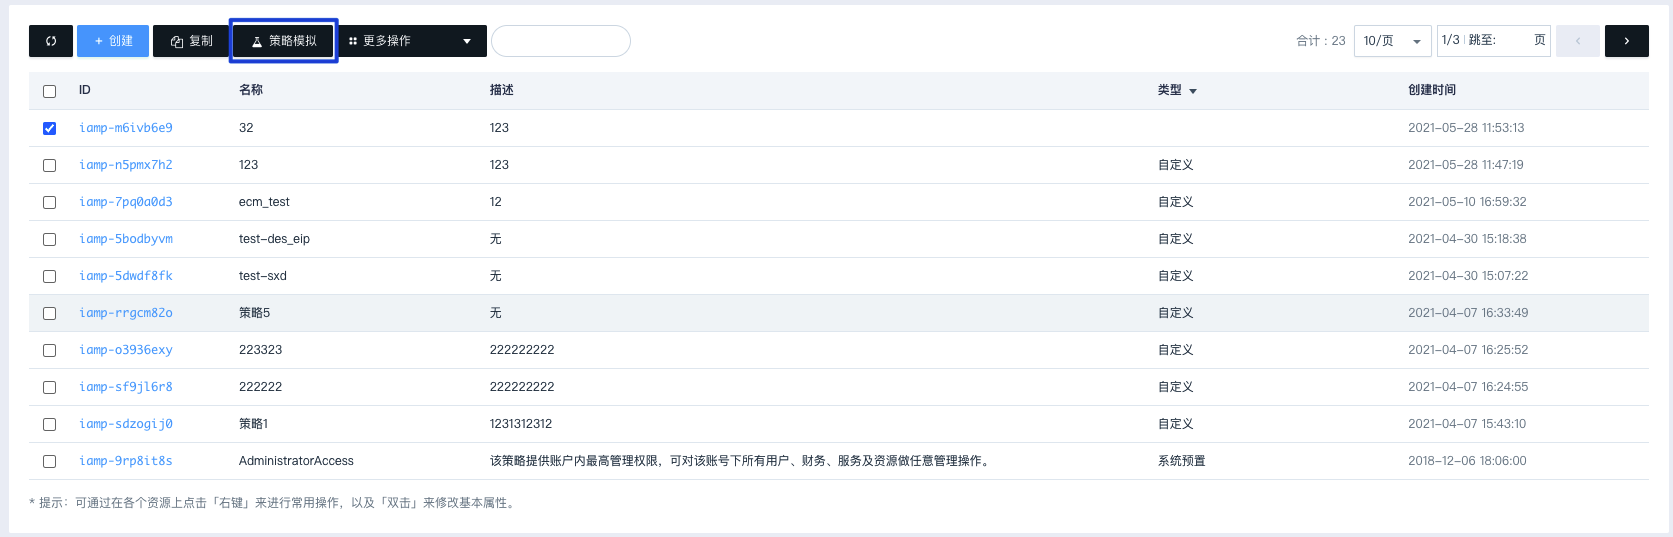 + 创建 复制 策略模拟 更多操作 合计：23 10/页 1/3 跳至: 页
ID 名称 描述 类型 创建时间
iamp-m6ivb6e9 32 123 2021-05-28 11:53:13
iamp-n5pmx7h2 123 123 自定义 2021-05-28 11:47:19
iamp-7pq0a0d3 ecm_test 12 自定义 2021-05-10 16:59:32
iamp-5bodbyvm test-des_eip 无 自定义 2021-04-30 15:18:38
iamp-5dwdf8fk test-sxd 无 自定义 2021-04-30 15:07:22
iamp-rrgcm82o 策略5 无 自定义 2021-04-07 16:33:49
iamp-o3936exy 223323 222222222 自定义 2021-04-07 16:25:52
iamp-sf9jl6r8 222222 222222222 自定义 2021-04-07 16:24:55
iamp-sdzogij0 策略1 1231312312 自定义 2021-04-07 15:43:10
iamp-9rp8it8s AdministratorAccess 该策略提供账户内最高管理权限，可对该账号下所有用户、财务、服务及资源做任意管理操作。 系统预置 2018-12-06 18:06:00
* 提示：可通过在各个资源上点击「右键」来进行常用操作，以及「双击」来修改基本属性。